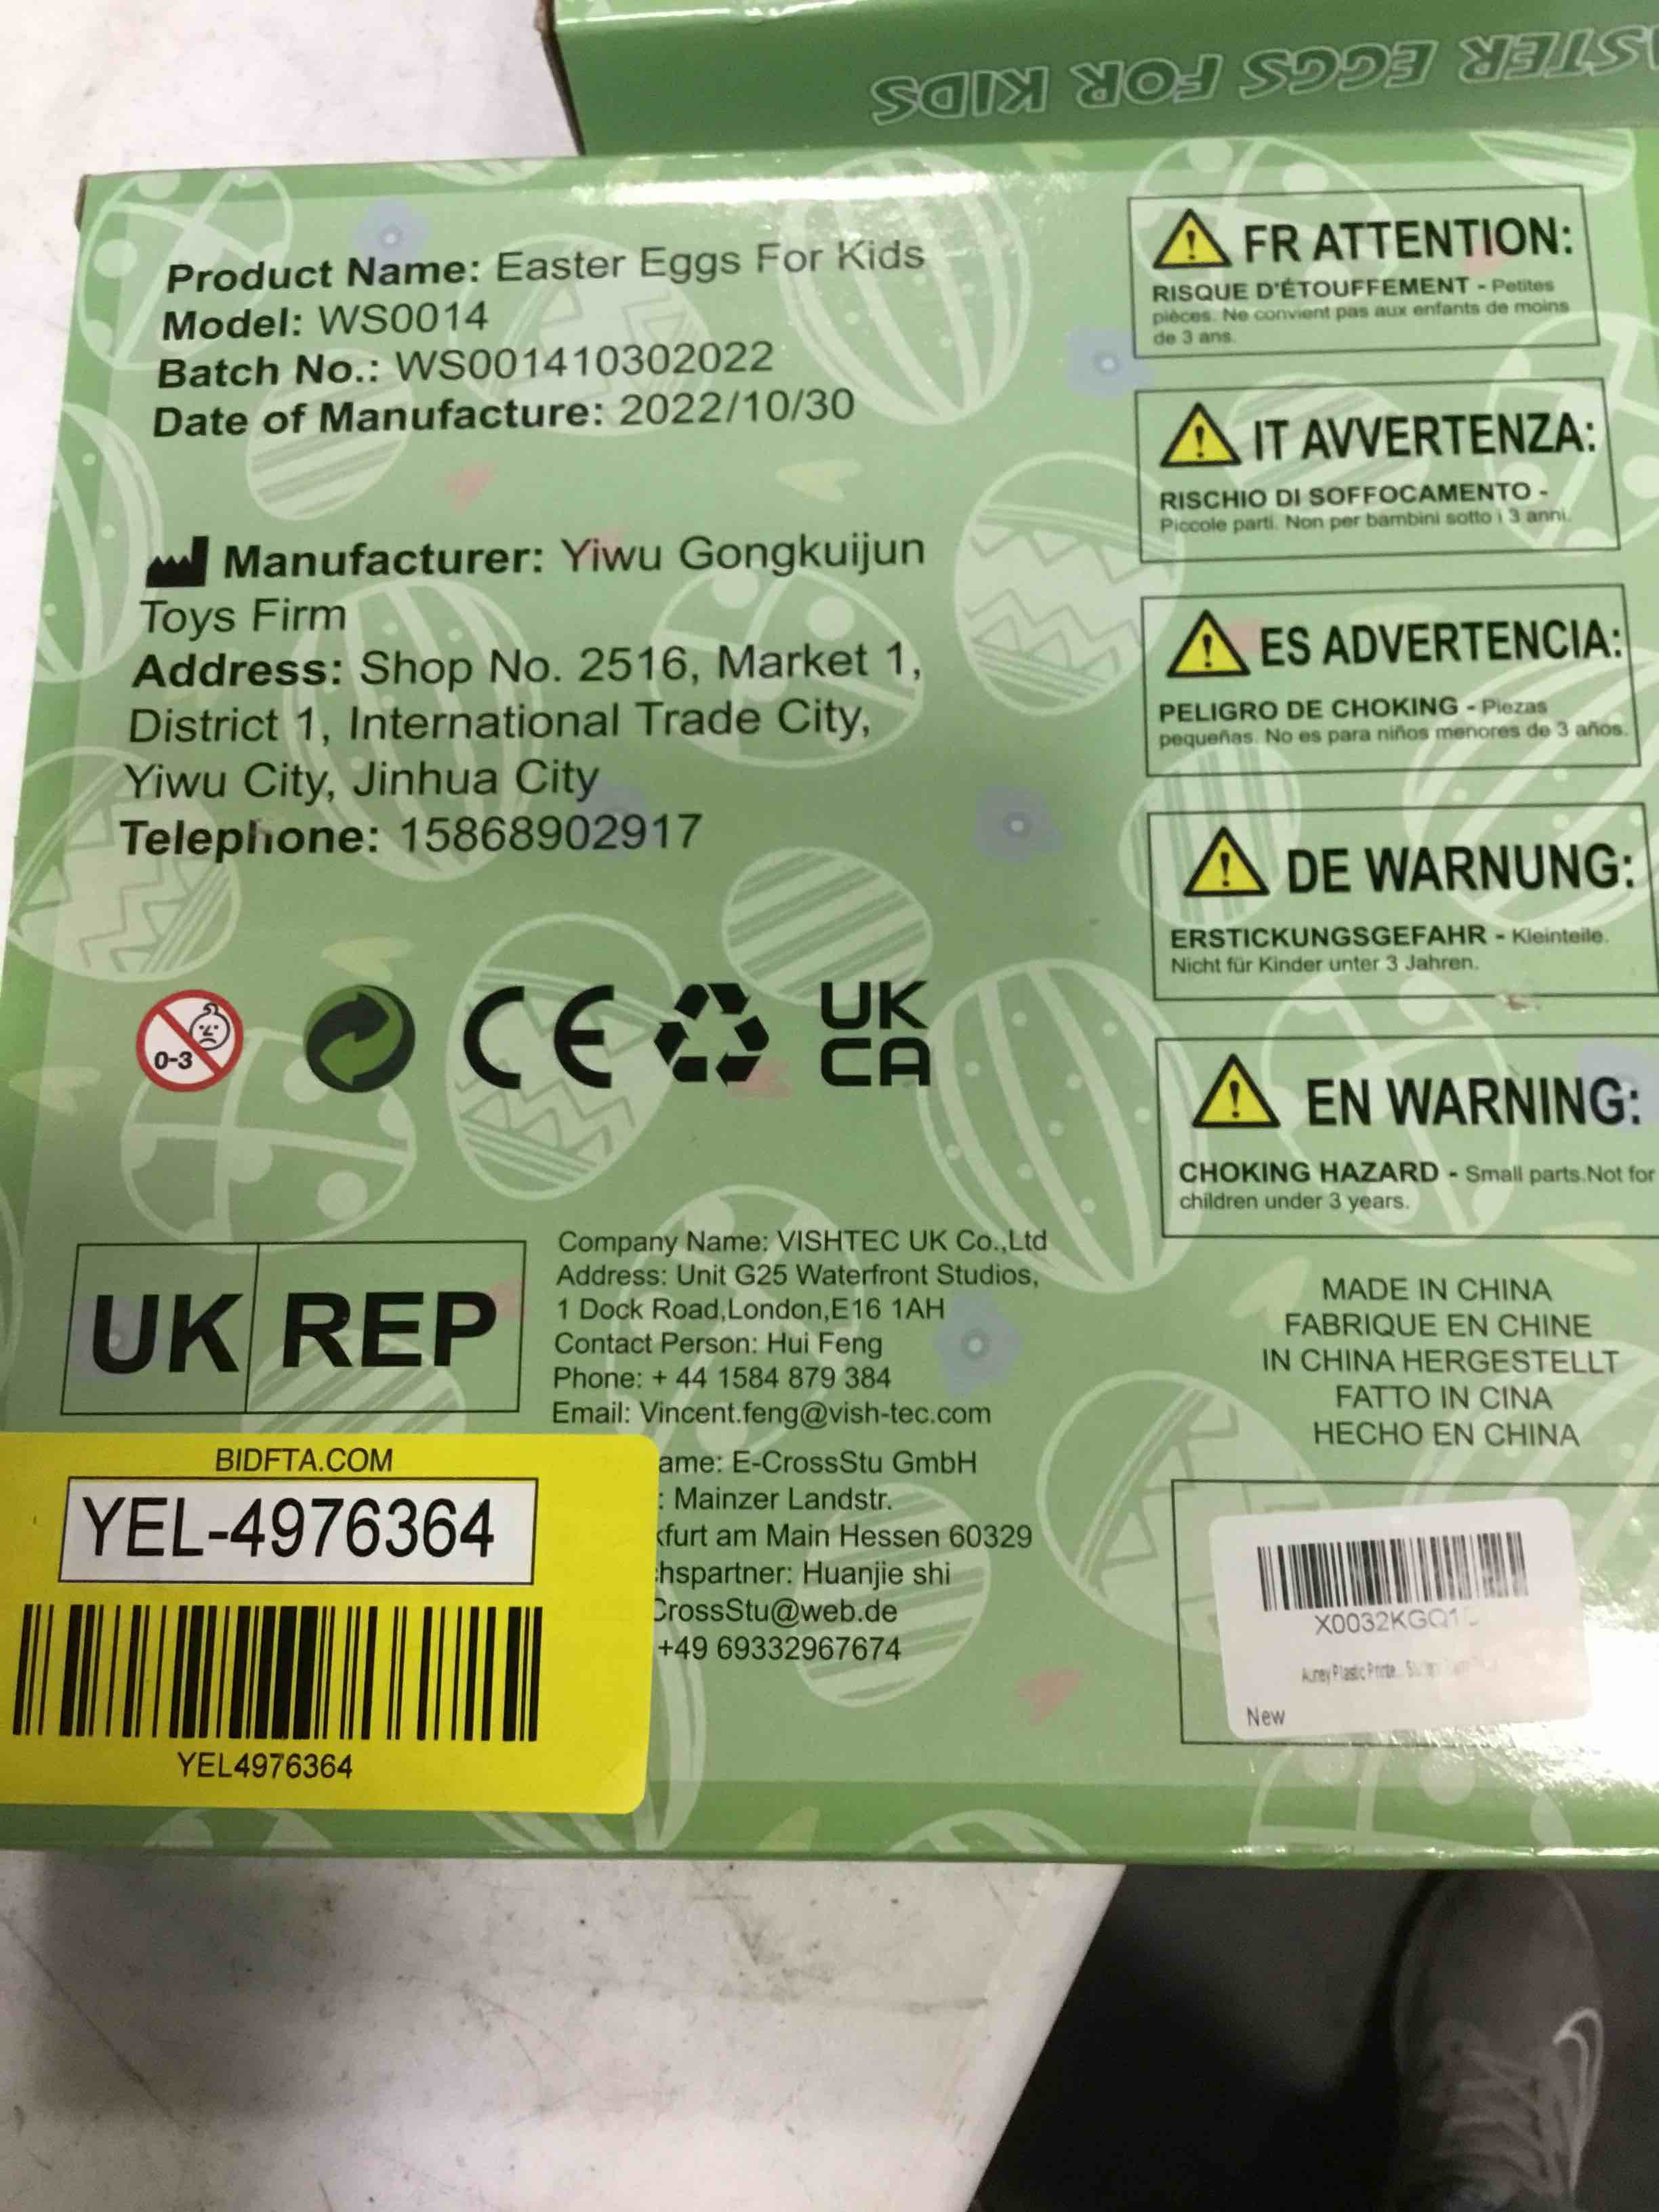 STER EGGS FOR KIDS
Product Name: Easter Eggs For Kids
Model: WS0014
Batch No.: WS001410302022
Date of Manufacture: 2022/10/30
Manufacturer: Yiwu Gongkuijun
Toys Firm
Address: Shop No. 2516, Market 1,
District 1, International Trade City,
Yiwu City, Jinhua City
Telephone: 15868902917
0-3
CE
UK
CA
UK REP
Company Name: VISHTEC UK Co.,Ltd
Address: Unit G25 Waterfront Studios,
1 Dock Road,London,E16 1AH
Contact Person: Hui Feng
Phone: + 44 1584 879 384
Email: Vincent.feng@vish-tec.com
ame: E-CrossStu GmbH
: Mainzer Landstr.
kfurt am Main Hessen 60329
hspartner: Huanjie shi
CrossStu@web.de
+49 69332967674
BIDFTA.COM
YEL-4976364
YEL4976364
FR ATTENTION:
RISQUE D'ÉTOUFFEMENT - Petites
pièces. Ne convient pas aux enfants de moins
de 3 ans.
IT AVVERTENZA:
RISCHIO DI SOFFOCAMENTO -
Piccole parti. Non per bambini sotto i 3 anni.
ES ADVERTENCIA:
PELIGRO DE CHOKING - Piezas
pequeñas. No es para niños menores de 3 años.
DE WARNUNG:
ERSTICKUNGSGEFAHR - Kleinteile.
Nicht für Kinder unter 3 Jahren.
EN WARNING:
CHOKING HAZARD - Small parts.Not for
children under 3 years.
MADE IN CHINA
FABRIQUE EN CHINE
IN CHINA HERGESTELLT
FATTO IN CINA
HECHO EN CHINA
Plastic
New